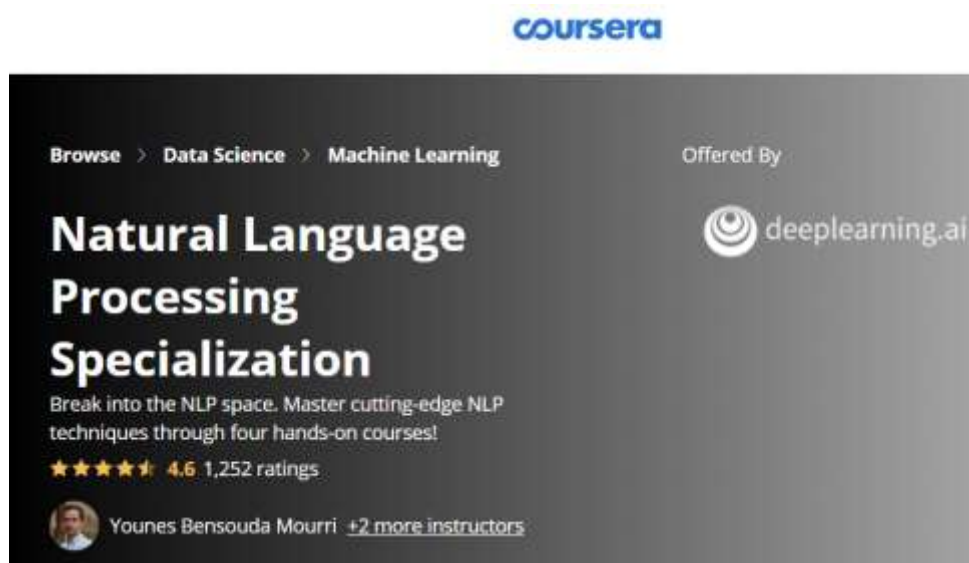 coursera
Browse > Data Science > Machine Learning
Offered By
deeplearning.ai
Natural Language
Processing
Specialization
Break into the NLP space. Master cutting-edge NLP
techniques through four hands-on courses!
4.6 1,252 ratings
Younes Bensouda Mourri +2 more instructors